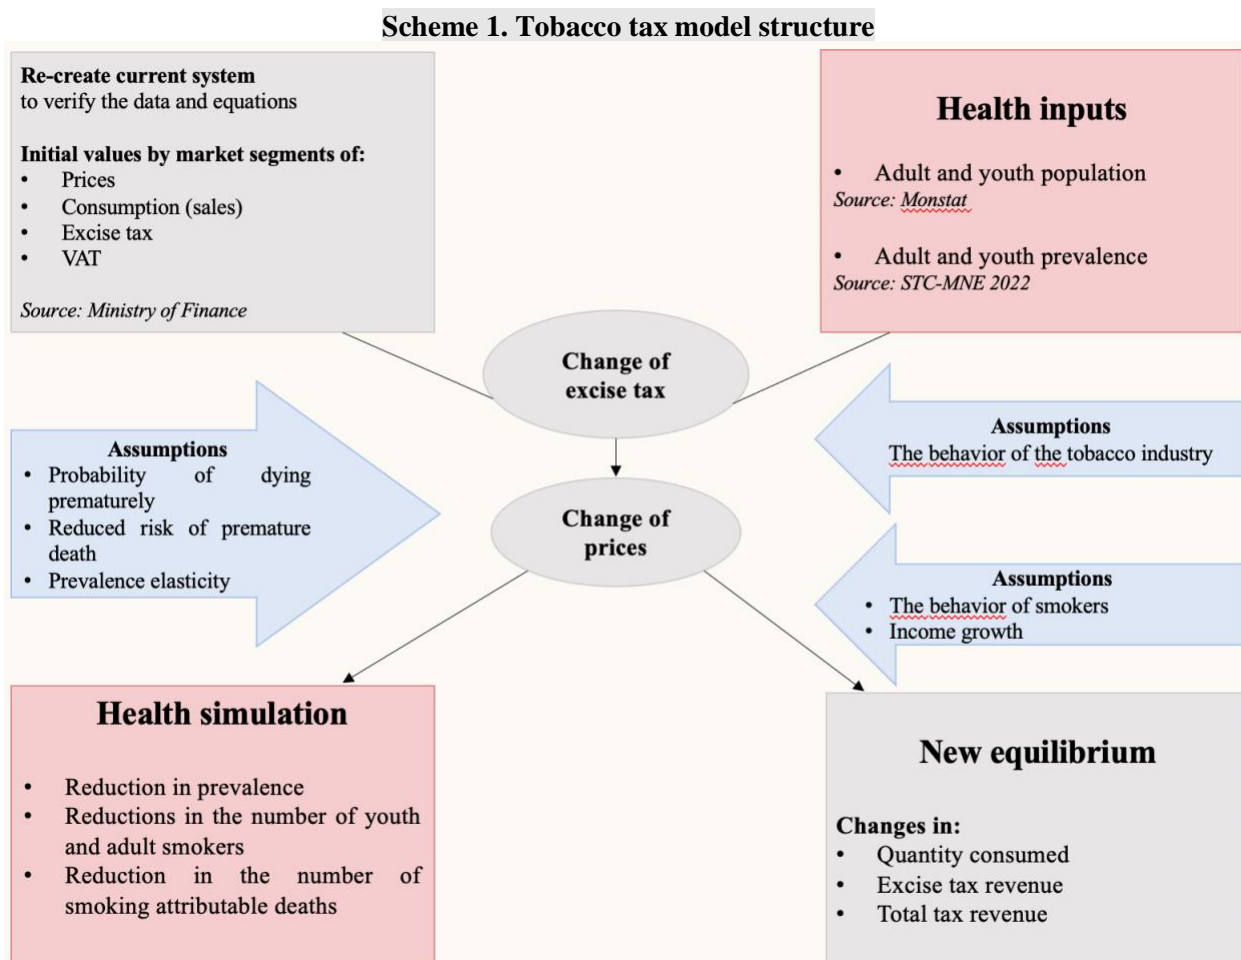 Scheme 1. Tobacco tax model structure
Re-create current system
to verify the data and equations
Initial values by market segments of:
• Prices
• Consumption (sales)
• Excise tax
• VAT
Source: Ministry of Finance
Health inputs
• Adult and youth population
Source: Monstat
• Adult and youth prevalence
Source: STC-MNE 2022
Change of
excise tax
Assumptions
• Probability of dying
prematurely
• Reduced risk of premature
death
• Prevalence elasticity
Assumptions
The behavior of the tobacco industry
Change of
prices
Assumptions
• The behavior of smokers
• Income growth
Health simulation
• Reduction in prevalence
• Reductions in the number of youth
and adult smokers
• Reduction in the number of
smoking attributable deaths
New equilibrium
Changes in:
• Quantity consumed
• Excise tax revenue
• Total tax revenue